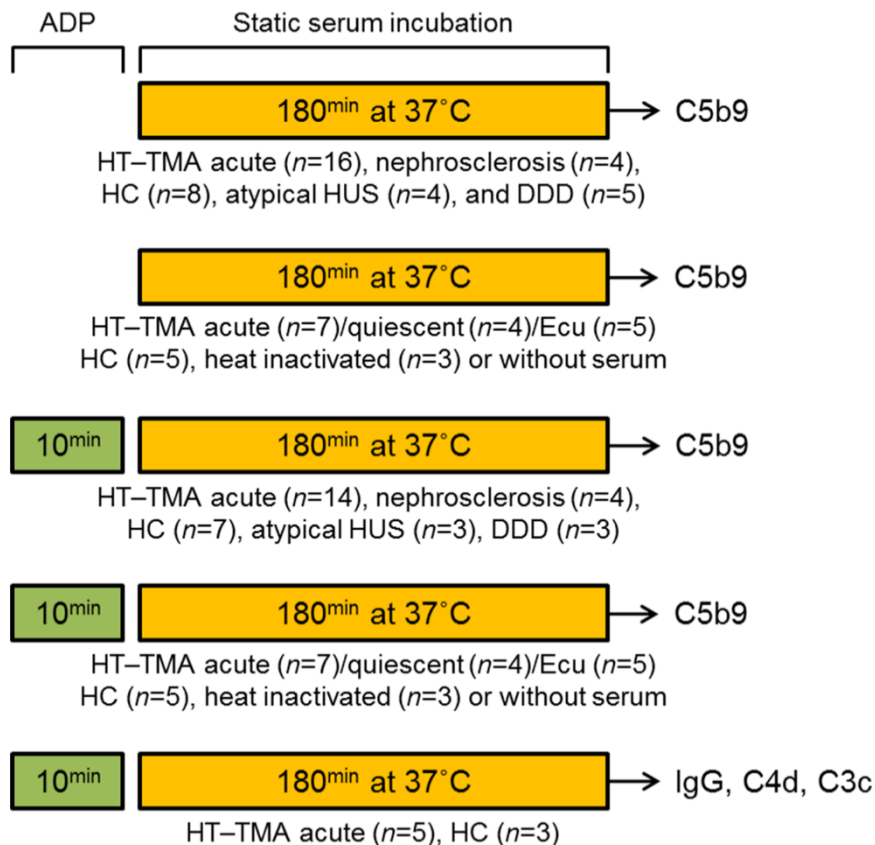 ADP Static serum incubation
180min at 37°C C5b9
HT–TMA acute (n=16), nephrosclerosis (n=4),
HC (n=8), atypical HUS (n=4), and DDD (n=5)
180min at 37°C C5b9
HT–TMA acute (n=7)/quiescent (n=4)/Ecu (n=5)
HC (n=5), heat inactivated (n=3) or without serum
10min 180min at 37°C C5b9
HT–TMA acute (n=14), nephrosclerosis (n=4),
HC (n=7), atypical HUS (n=3), DDD (n=3)
10min 180min at 37°C C5b9
HT–TMA acute (n=7)/quiescent (n=4)/Ecu (n=5)
HC (n=5), heat inactivated (n=3) or without serum
10min 180min at 37°C IgG, C4d, C3c
HT–TMA acute (n=5), HC (n=3)